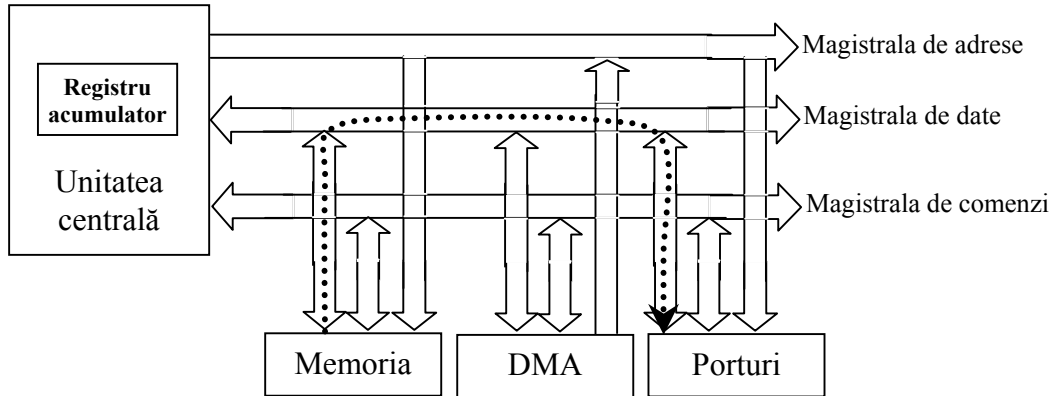 Magistrala de adrese
Registru
acumulator
Magistrala de date
Unitatea
centrală
Magistrala de comenzi
Memoria
DMA
Porturi